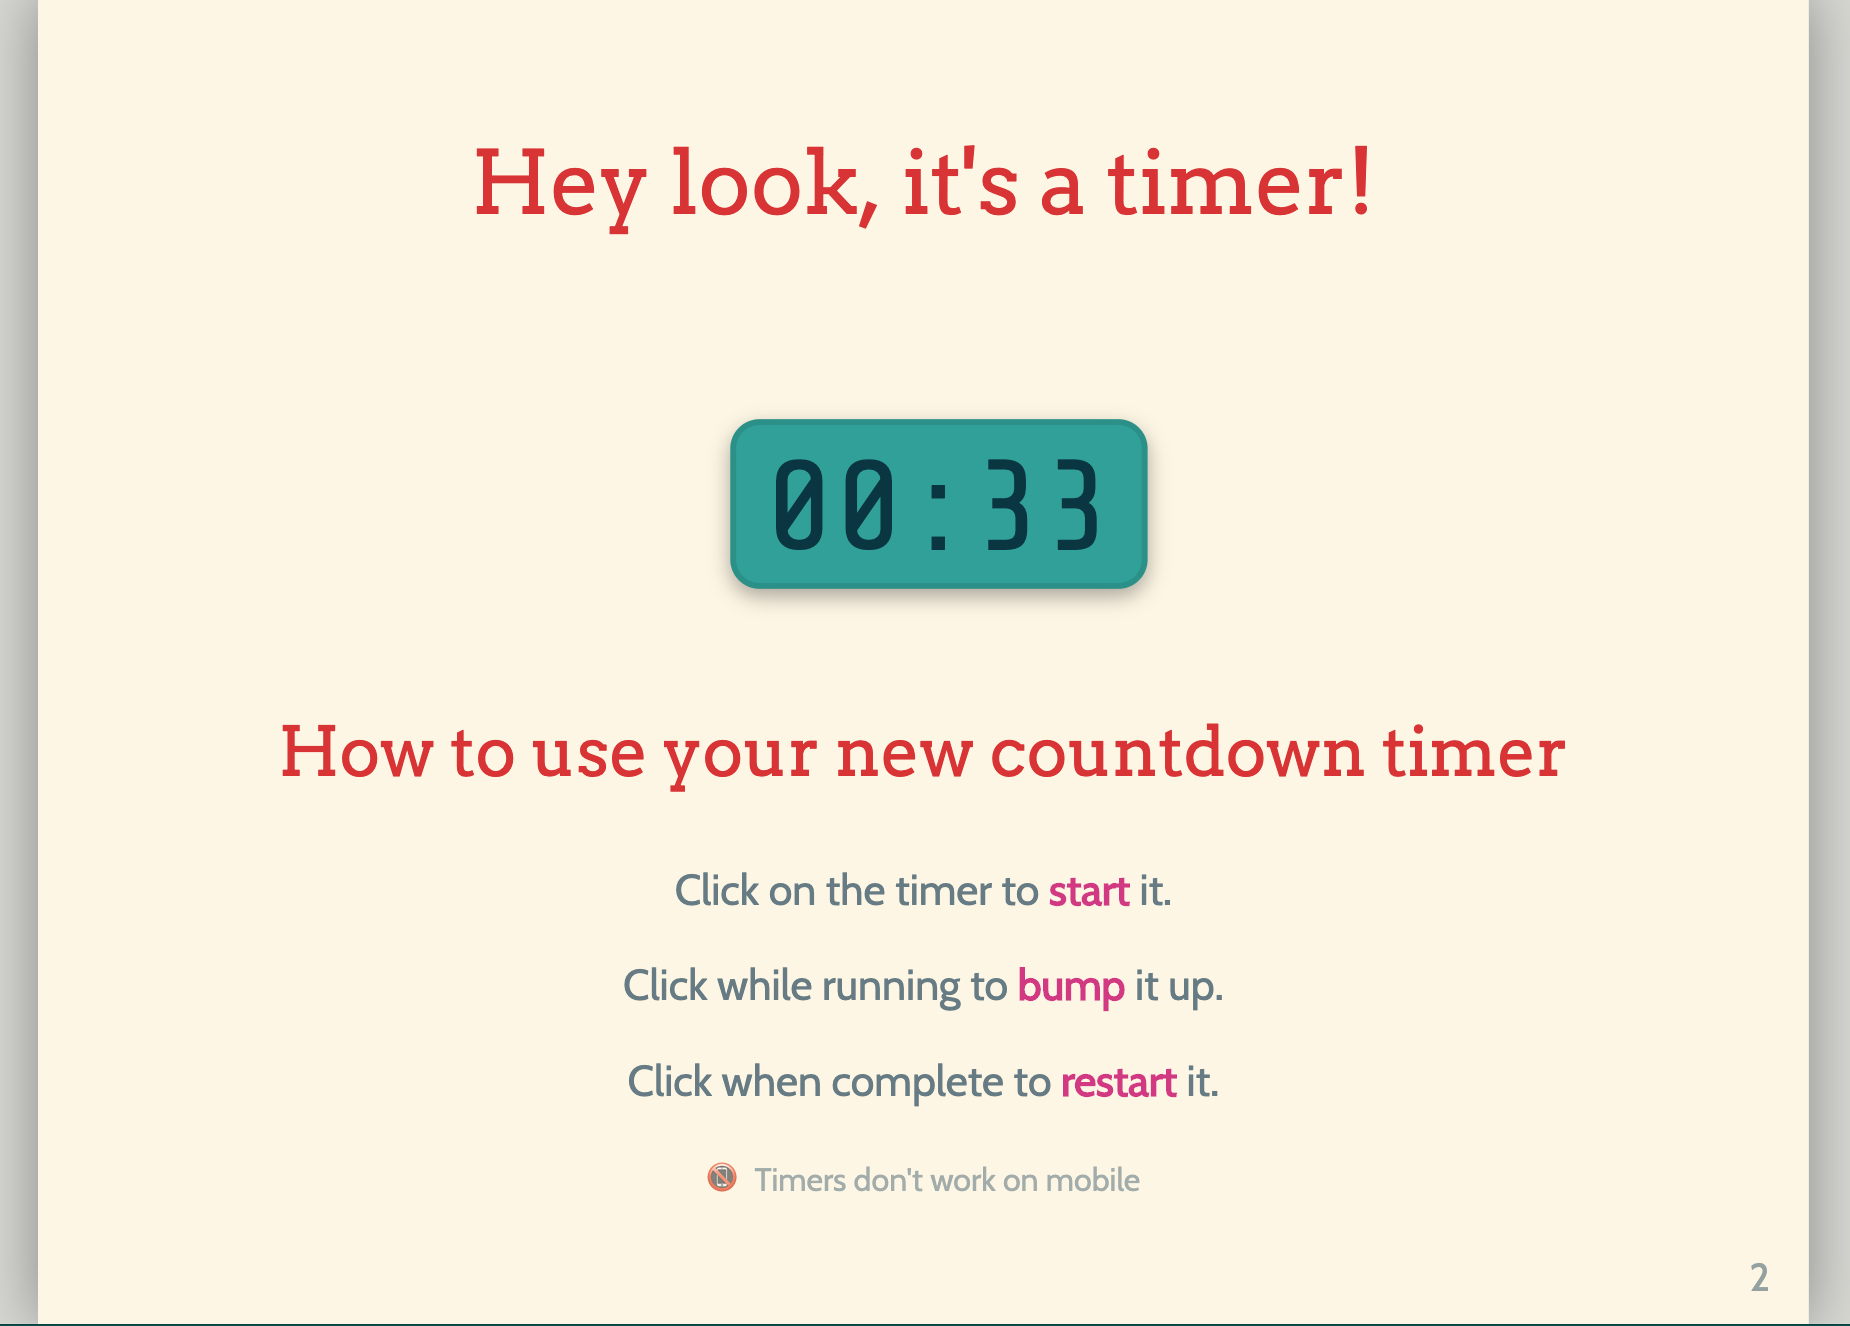 Hey look, it's a timer!
00:33
How to use your new countdown timer
Click on the timer to start it.
Click while running to bump it up.
Click when complete to restart it.
Timers don't work on mobile
2